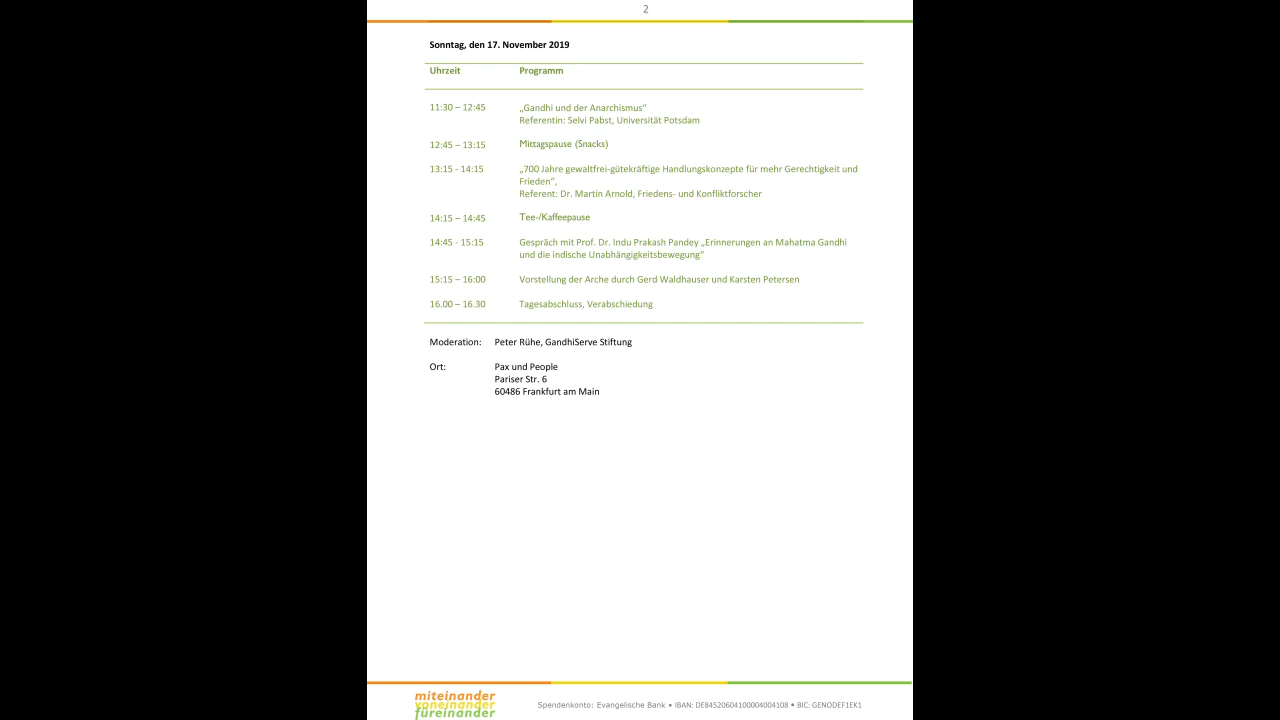 2
Sonntag, den 17. November 2019
Uhrzeit Programm
11:30 – 12:45 „Gandhi und der Anarchismus“
Referentin: Selvi Pabst, Universität Potsdam
12:45 – 13:15 Mittagspause (Snacks)
13:15 - 14:15 „700 Jahre gewaltfrei-gütekräftige Handlungskonzepte für mehr Gerechtigkeit und
Frieden“,
Referent: Dr. Martin Arnold, Friedens- und Konfliktforscher
14:15 – 14:45 Tee-/Kaffeepause
14:45 - 15:15 Gespräch mit Prof. Dr. Indu Prakash Pandey „Erinnerungen an Mahatma Gandhi
und die indische Unabhängigkeitsbewegung“
15:15 – 16:00 Vorstellung der Arche durch Gerd Waldhauser und Karsten Petersen
16.00 – 16.30 Tagesabschluss, Verabschiedung
Moderation: Peter Rühe, GandhiServe Stiftung
Ort: Pax und People
Pariser Str. 6
60486 Frankfurt am Main
miteinander
voneinander
füreinander
Spendenkonto: Evangelische Bank • IBAN: DE84520604100004004108 • BIC: GENODEF1EK1